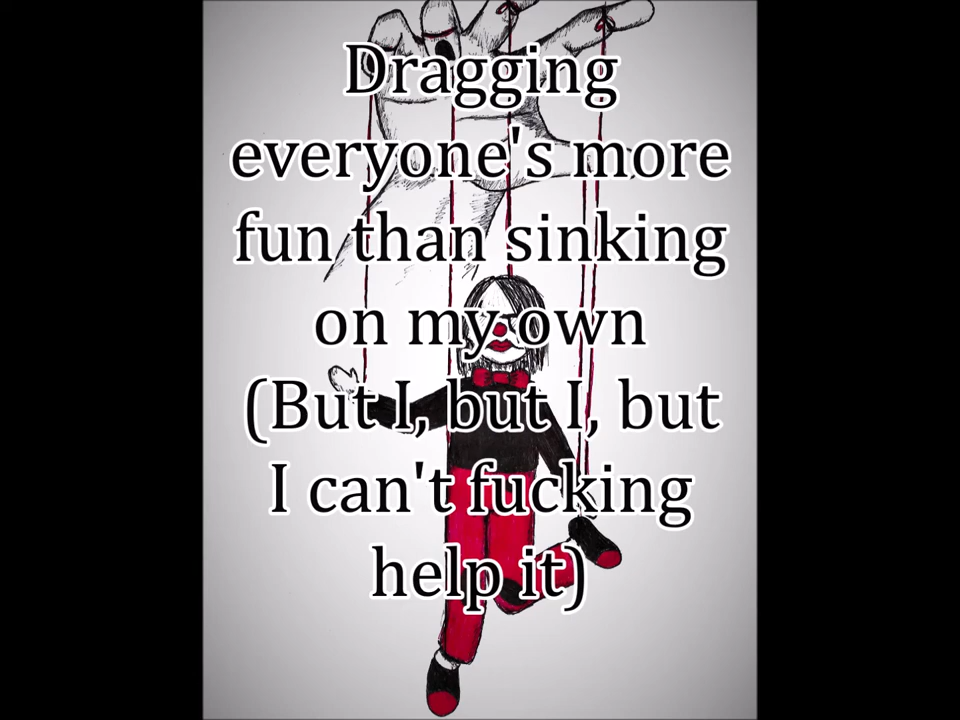 Dragging
everyone's more
fun than sinking
on my own
(But I, but I, but
I can't fucking
help it)